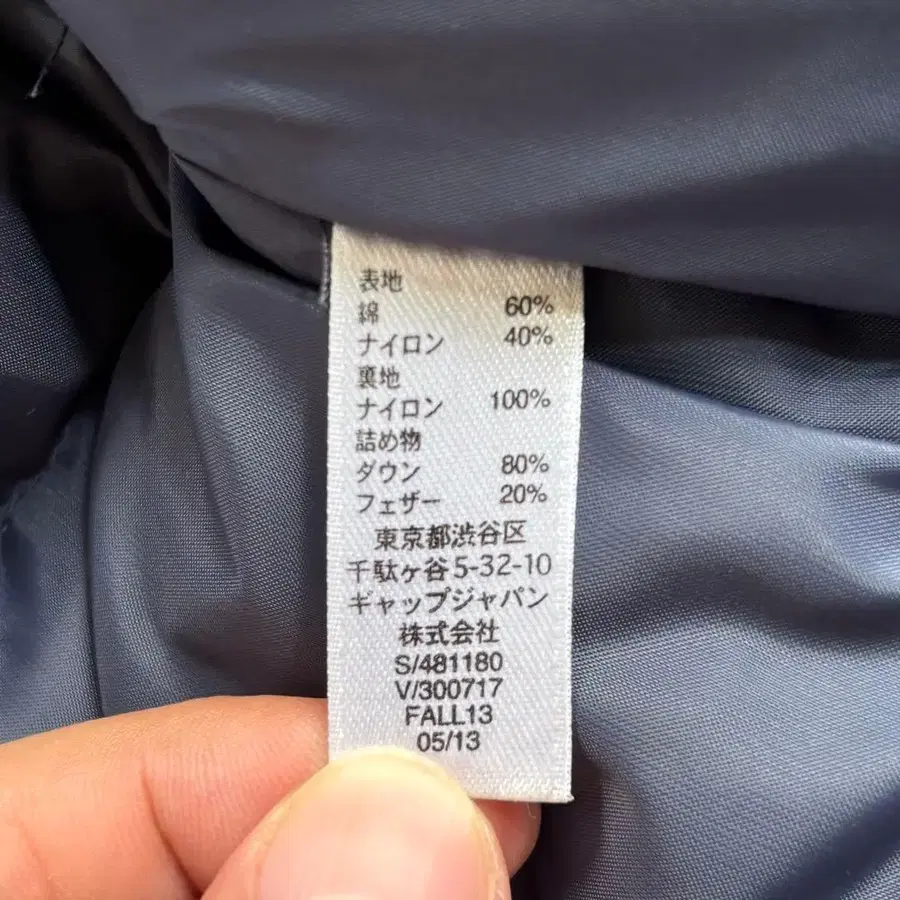 表地
綿 60%
ナイロン 40%
裏地
ナイロン 100%
詰め物
ダウン 80%
フェザー 20%
東京都渋谷区
千駄ヶ谷5-32-10
ギャップジャパン
株式会社
S/481180
V/300717
FALL13
05/13